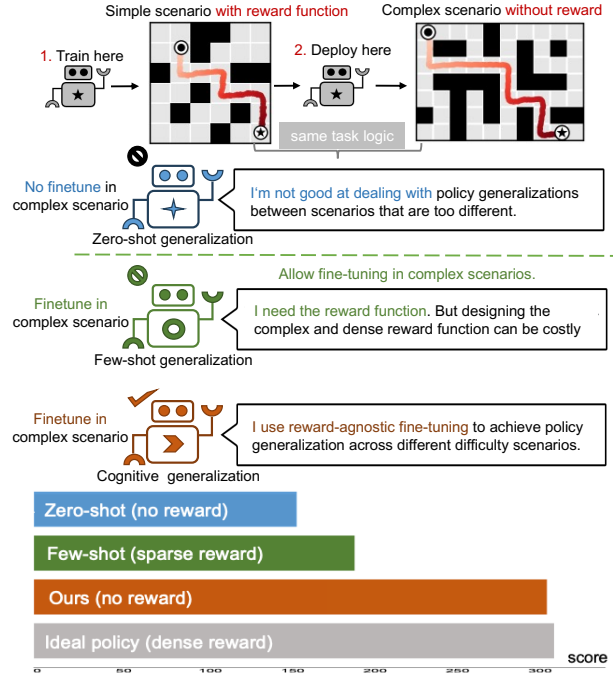 Simple scenario with reward function
Complex scenario without reward
1. Train here
2. Deploy here
same task logic
No finetune in
complex scenario
I'm not good at dealing with policy generalizations
between scenarios that are too different.
Zero-shot generalization
Allow fine-tuning in complex scenarios.
Finetune in
complex scenario
I need the reward function. But designing the
complex and dense reward function can be costly
Few-shot generalization
Finetune in
complex scenario
I use reward-agnostic fine-tuning to achieve policy
generalization across different difficulty scenarios.
Cognitive generalization
Zero-shot (no reward)
Few-shot (sparse reward)
Ours (no reward)
Ideal policy (dense reward)
score
0 50 100 150 200 250 300